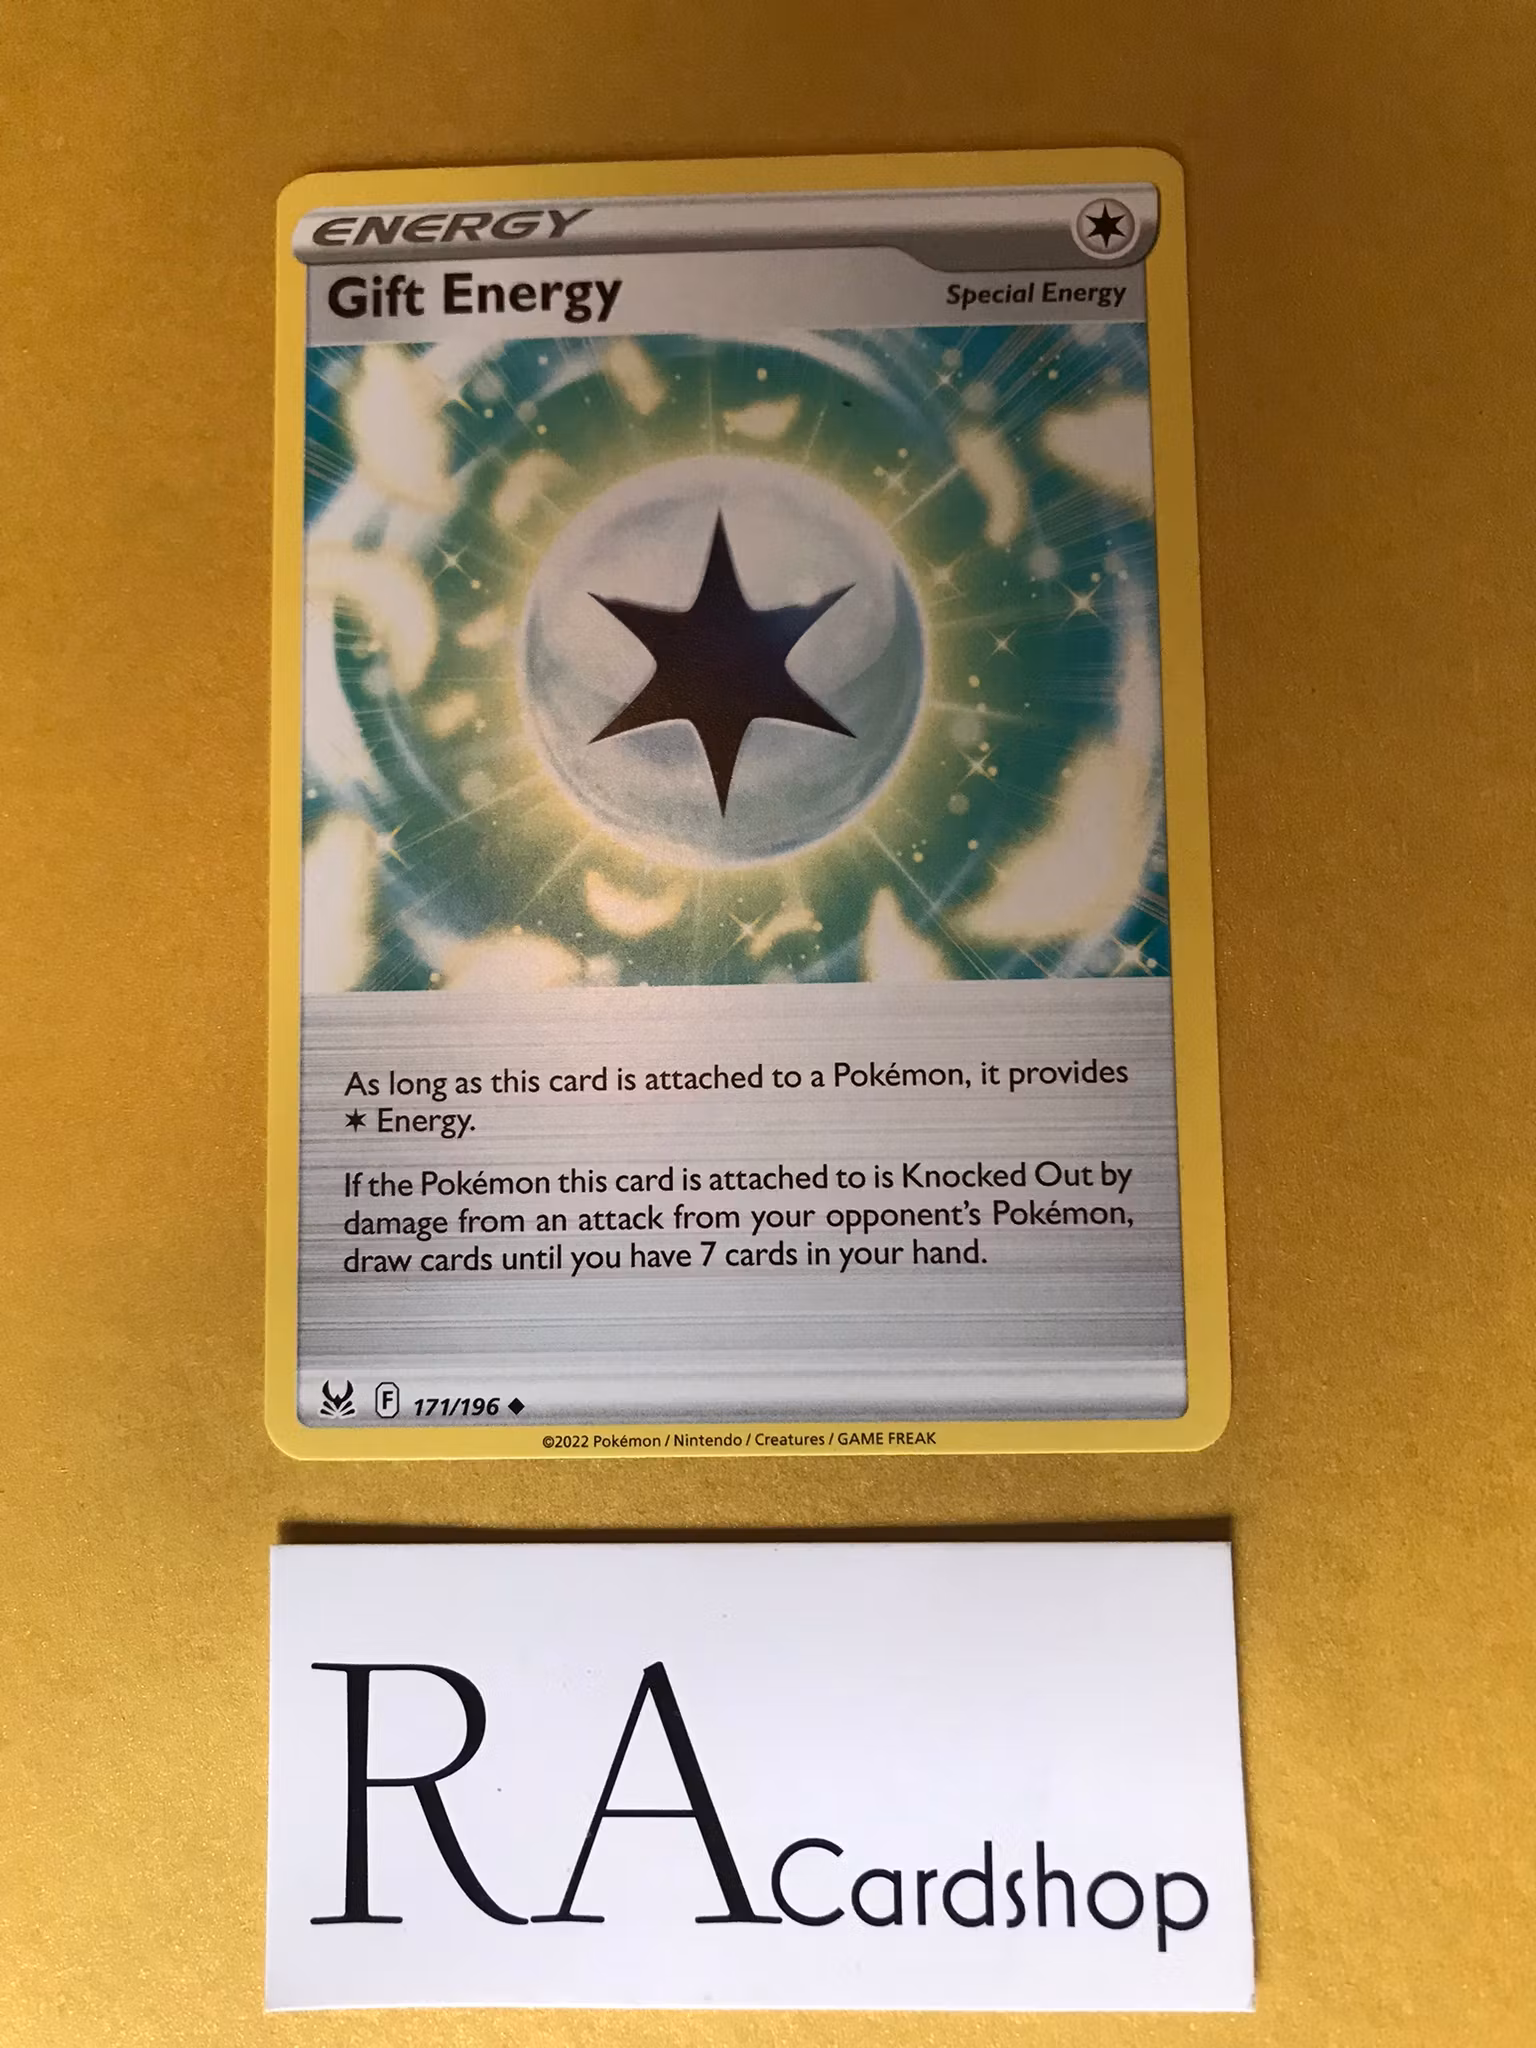 ENERGY
Gift Energy
Special Energy
As long as this card is attached to a Pokémon, it provides
✶ Energy.
If the Pokémon this card is attached to is Knocked Out by
damage from an attack from your opponent's Pokémon,
draw cards until you have 7 cards in your hand.
F 171/196 ◆
©2022 Pokémon / Nintendo / Creatures / GAME FREAK
RA Cardshop